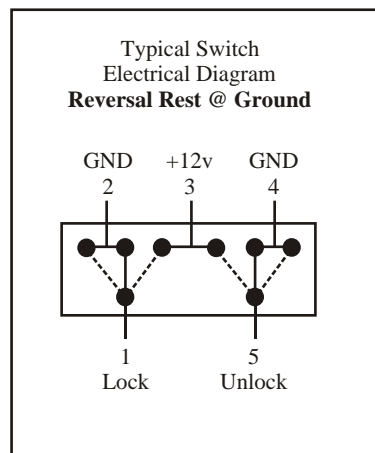 Typical Switch
Electrical Diagram
Reversal Rest @ Ground
GND +12v GND
2 3 4
1 5
Lock Unlock